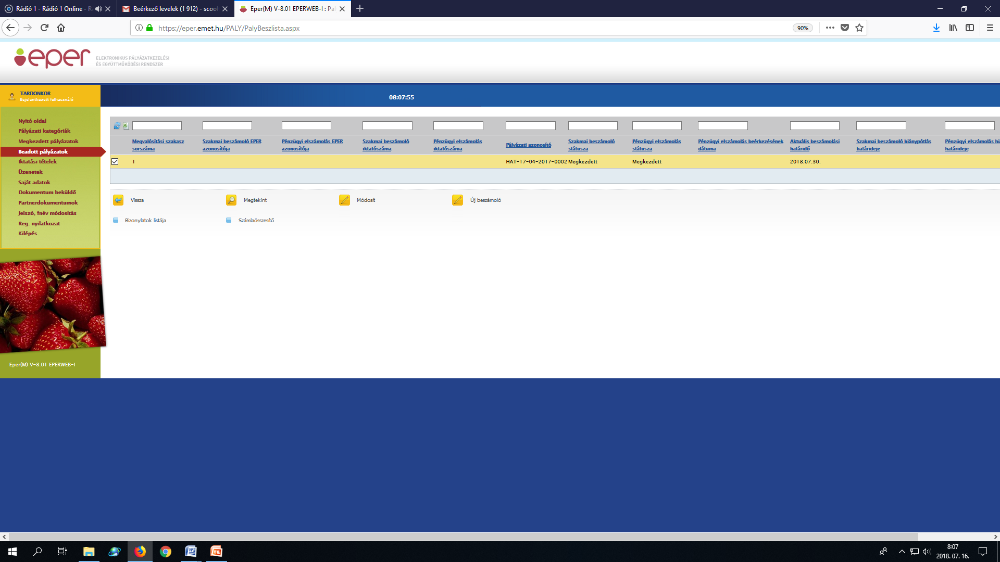 Rádió 1 - Rádió 1 Online - R
Beérkező levelek (1 912) - scool
Eper(M) V-8.01 EPERWEB-I : Pal
https://eper.emet.hu/PALY/PalyBeszlista.aspx
90%
eper
ELEKTRONIKUS PÁLYÁZATKEZELÉSI
ÉS EGYÜTTMŰKÖDÉSI RENDSZER
TARDONKOR
Bejelentkezett felhasználó
08:07:55
Nyitó oldal
Pályázati kategóriák
Megkezdett pályázatok
Beadott pályázatok
Iktatási tételek
Üzenetek
Saját adatok
Dokumentum beküldő
Partnerdokumentumok
Jelszó, fnév módosítás
Reg. nyilatkozat
Kilépés
Eper(M) V-8.01 EPERWEB-I
Megvalósítási szakasz
sorszáma
Szakmai beszámoló EPER
azonosítója
Pénzügyi elszámolás EPER
azonosítója
Szakmai beszámoló
iktatószáma
Pénzügyi elszámolás
iktatószáma
Pályázati azonosító
Szakmai beszámoló
státusza
Pénzügyi elszámolás
státusza
Pénzügyi elszámolás beérkezésének
dátuma
Aktuális beszámolási
határidő
Szakmai beszámoló hiánypótlás
határideje
Pénzügyi elszámolás hi
határideje
1 HAT-17-04-2017-0002 Megkezdett Megkezdett 2018.07.30.
Vissza Megtekint Módosít Új beszámoló
Bizonylatok listája Számlaösszesítő
8:07
2018. 07. 16.